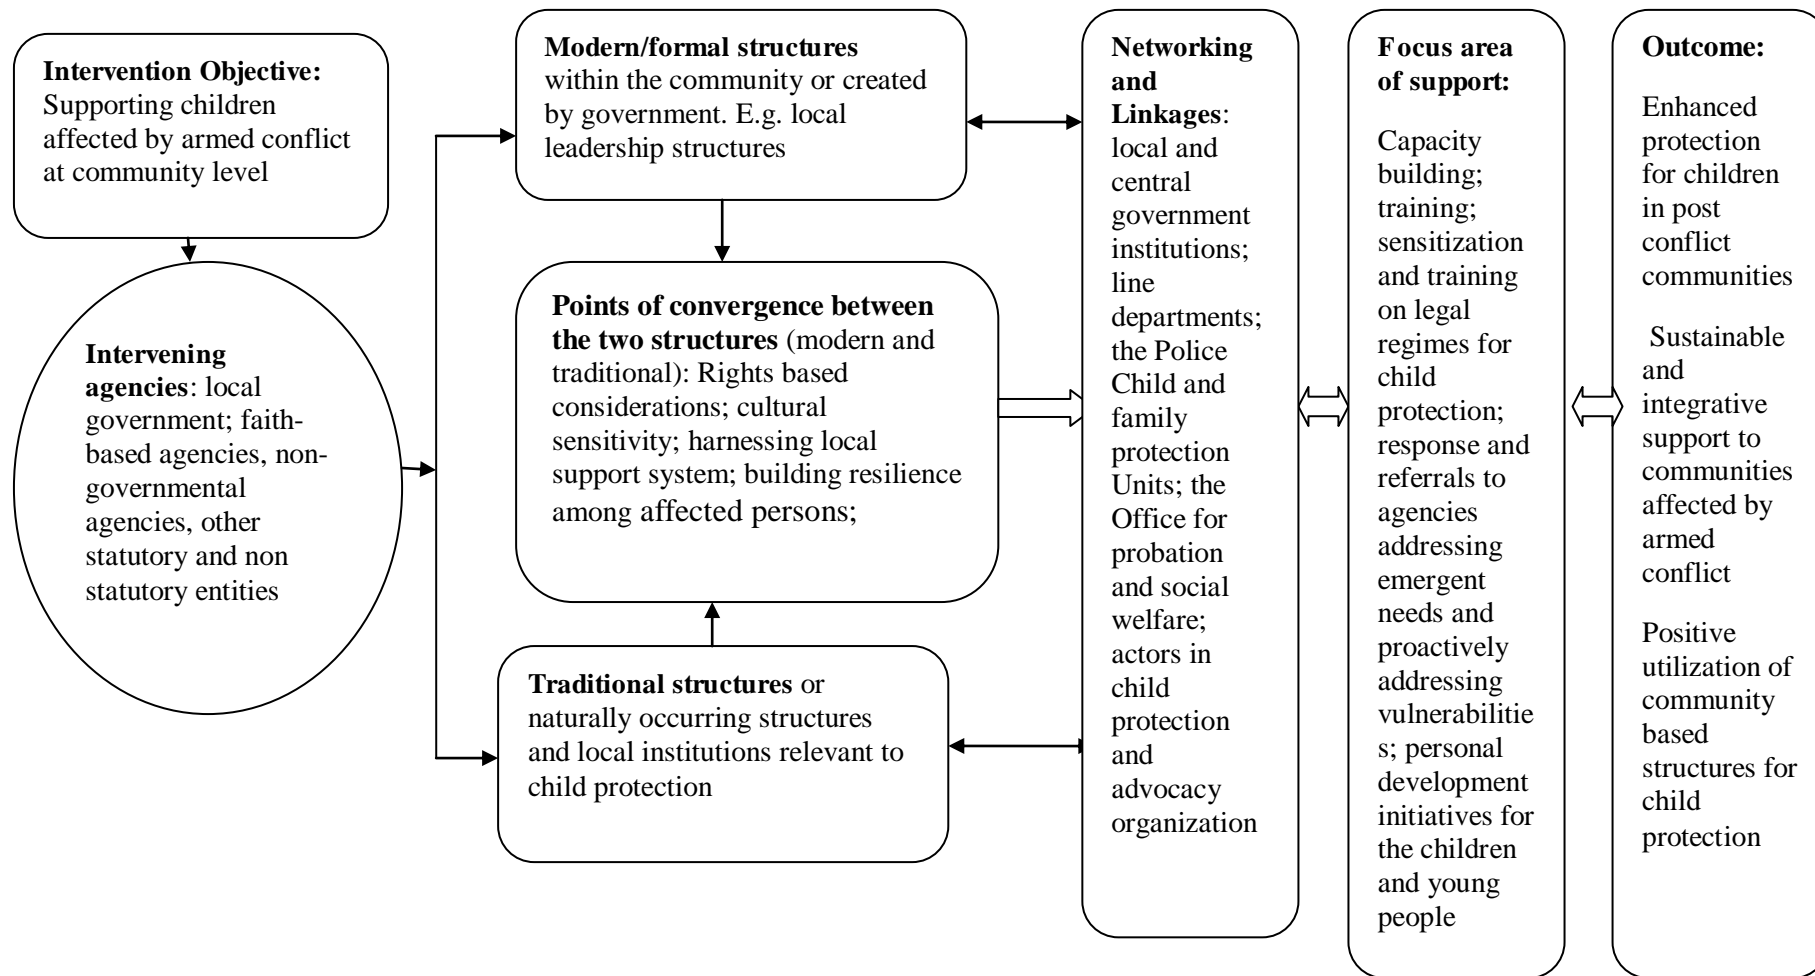 Intervention Objective:
Supporting children
affected by armed conflict
at community level
Intervening
agencies: local
government; faith-
based agencies, non-
governmental
agencies, other
statutory and non
statutory entities
Modern/formal structures
within the community or created
by government. E.g. local
leadership structures
Points of convergence between
the two structures (modern and
traditional): Rights based
considerations; cultural
sensitivity; harnessing local
support system; building resilience
among affected persons;
Traditional structures or
naturally occurring structures
and local institutions relevant to
child protection
Networking
and
Linkages:
local and
central
government
institutions;
line
departments;
the Police
Child and
family
protection
Units; the
Office for
probation
and social
welfare;
actors in
child
protection
and
advocacy
organization
Focus area
of support:
Capacity
building;
training;
sensitization
and training
on legal
regimes for
child
protection;
response and
referrals to
agencies
addressing
emergent
needs and
proactively
addressing
vulnerabilitie
s; personal
development
initiatives for
the children
and young
people
Outcome:
Enhanced
protection
for children
in post
conflict
communities
Sustainable
and
integrative
support to
communities
affected by
armed
conflict
Positive
utilization of
community
based
structures for
child
protection